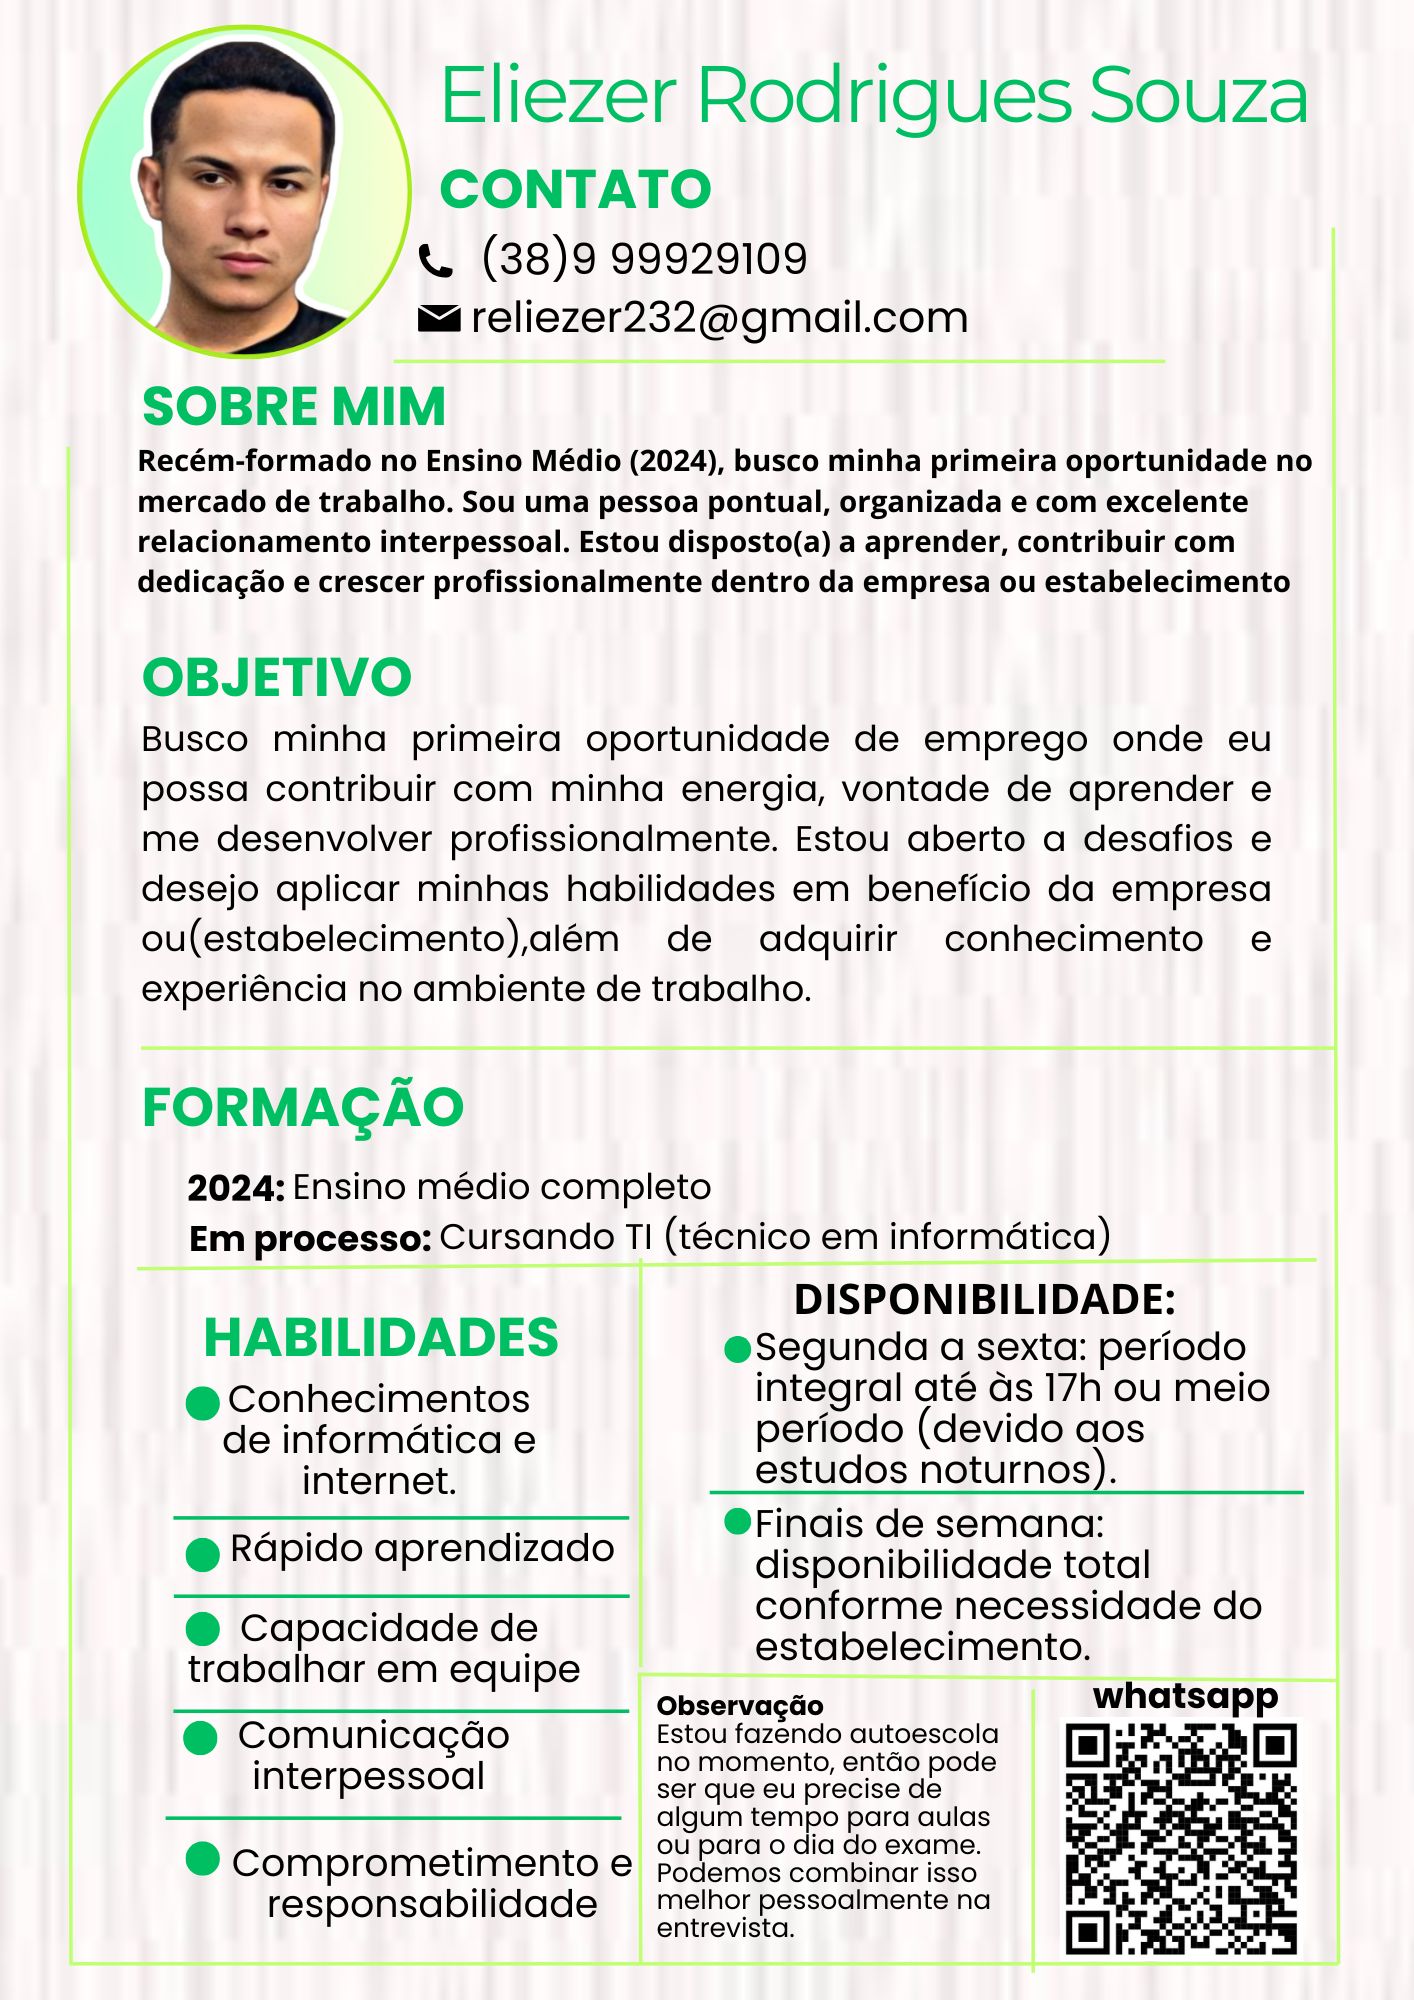 Eliezer Rodrigues Souza
CONTATO
(38)9 99929109
reliezer232@gmail.com
SOBRE MIM
Recém-formado no Ensino Médio (2024), busco minha primeira oportunidade no
mercado de trabalho. Sou uma pessoa pontual, organizada e com excelente
relacionamento interpessoal. Estou disposto(a) a aprender, contribuir com
dedicação e crescer profissionalmente dentro da empresa ou estabelecimento
OBJETIVO
Busco minha primeira oportunidade de emprego onde eu
possa contribuir com minha energia, vontade de aprender e
me desenvolver profissionalmente. Estou aberto a desafios e
desejo aplicar minhas habilidades em benefício da empresa
ou(estabelecimento),além de adquirir conhecimento e
experiência no ambiente de trabalho.
FORMAÇÃO
2024: Ensino médio completo
Em processo: Cursando TI (técnico em informática)
HABILIDADES
Conhecimentos
de informática e
internet.
Rápido aprendizado
Capacidade de
trabalhar em equipe
Comunicação
interpessoal
Comprometimento e
responsabilidade
DISPONIBILIDADE:
Segunda a sexta: período
integral até às 17h ou meio
período (devido aos
estudos noturnos).
Finais de semana:
disponibilidade total
conforme necessidade do
estabelecimento.
Observação
Estou fazendo autoescola
no momento, então pode
ser que eu precise de
algum tempo para aulas
ou para o dia do exame.
Podemos combinar isso
melhor pessoalmente na
entrevista.
whatsapp